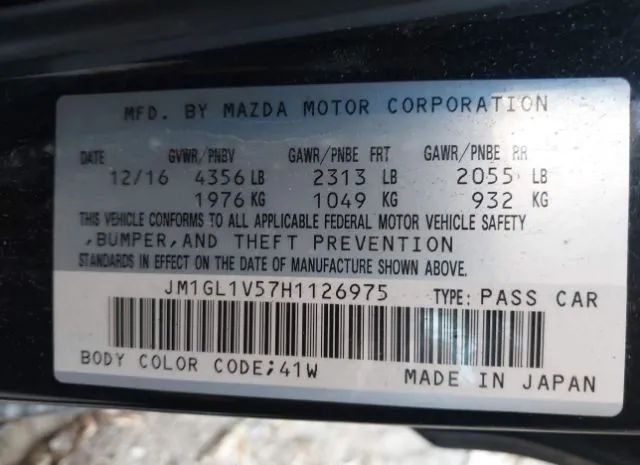 MFD. BY MAZDA MOTOR CORPORATION
DATE GVWR/PNBV GAWR/PNBE FRT GAWR/PNBE RR
12/16 4356 LB 2313 LB 2055 LB
1976 KG 1049 KG 932 KG
THIS VEHICLE CONFORMS TO ALL APPLICABLE FEDERAL MOTOR VEHICLE SAFETY
,BUMPER,AND THEFT PREVENTION
STANDARDS IN EFFECT ON THE DATE OF MANUFACTURE SHOWN ABOVE.
JM1GL1V57H1126975 TYPE: PASS CAR
BODY COLOR CODE;41W MADE IN JAPAN